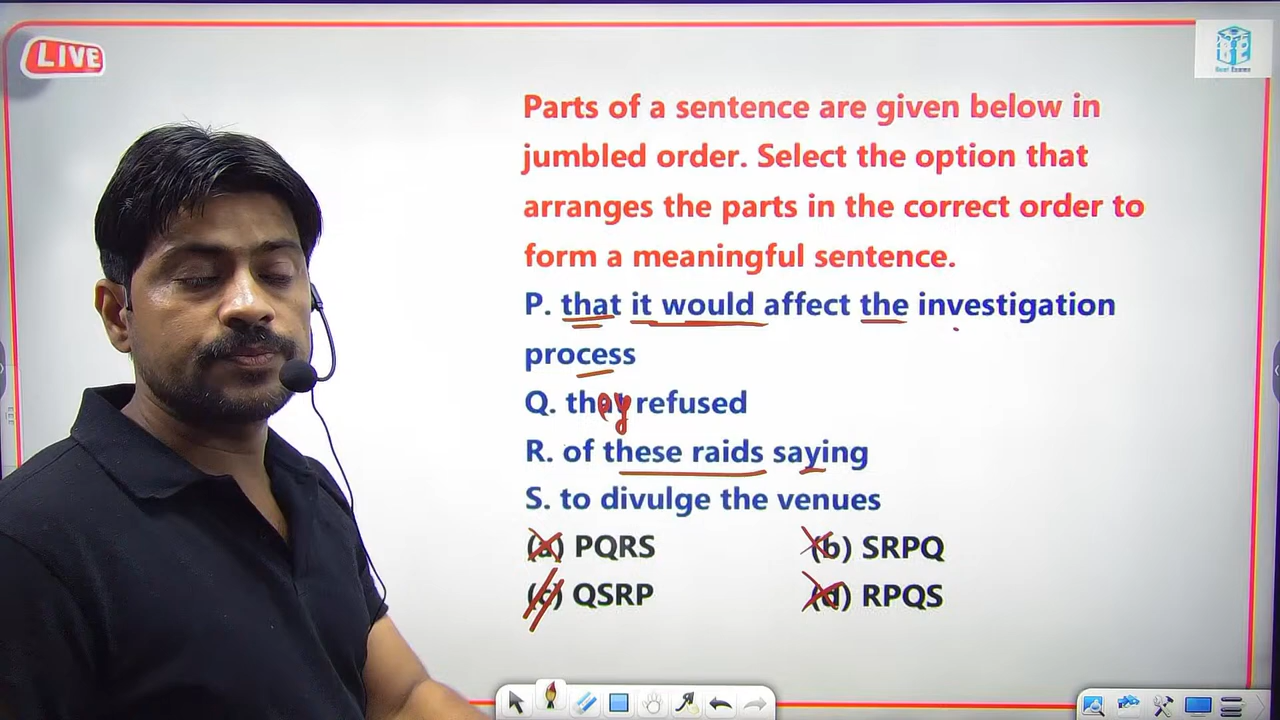 LIVE
Parts of a sentence are given below in
jumbled order. Select the option that
arranges the parts in the correct order to
form a meaningful sentence.
P. that it would affect the investigation
process
Q. they refused
R. of these raids saying
S. to divulge the venues
(a) PQRS (b) SRPQ
(c) QSRP (d) RPQS